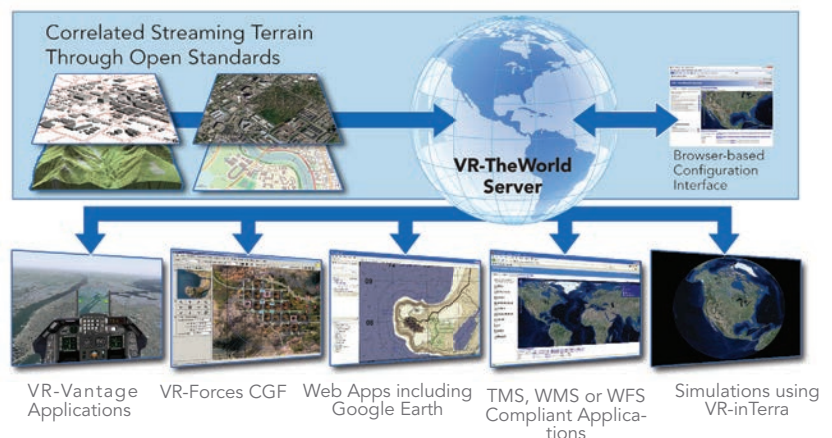 Correlated Streaming Terrain
Through Open Standards
VR-TheWorld
Server
Browser-based
Configuration
Interface
VR-Vantage
Applications
VR-Forces CGF
Web Apps including
Google Earth
TMS, WMS or WFS
Compliant Applica-
tions
Simulations using
VR-inTerra